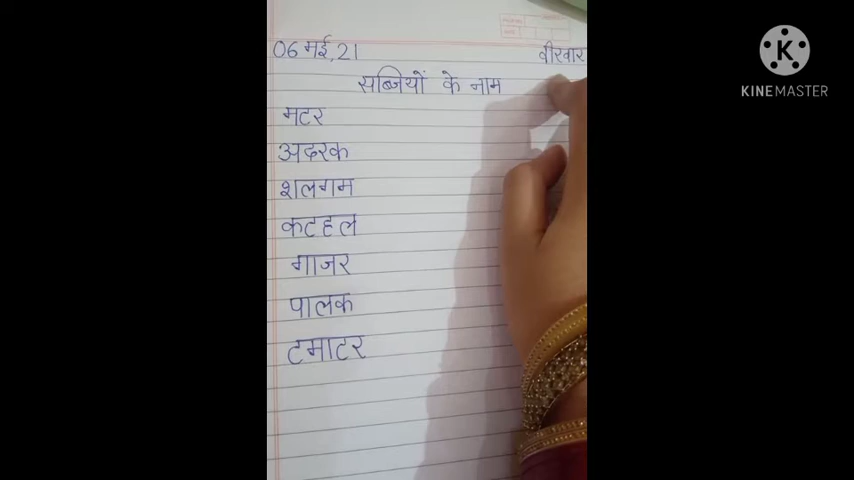 06 मई,21 वीरवार
सब्जियों के नाम
मटर
अदरक
शलगम
कटहल
गाजर
पालक
टमाटर
K
KINEMASTER